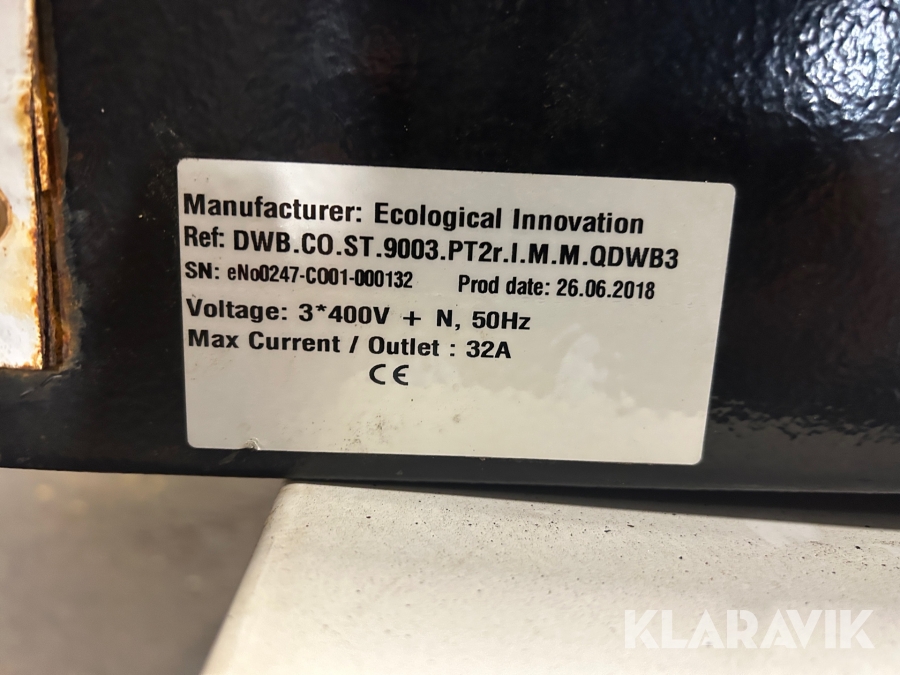 Manufacturer: Ecological Innovation
Ref: DWB.CO.ST.9003.PT2r.I.M.M.QDWB3
SN: eNo0247-CO01-000132 Prod date: 26.06.2018
Voltage: 3*400V + N, 50Hz
Max Current / Outlet : 32A
CE
KLARAVIK